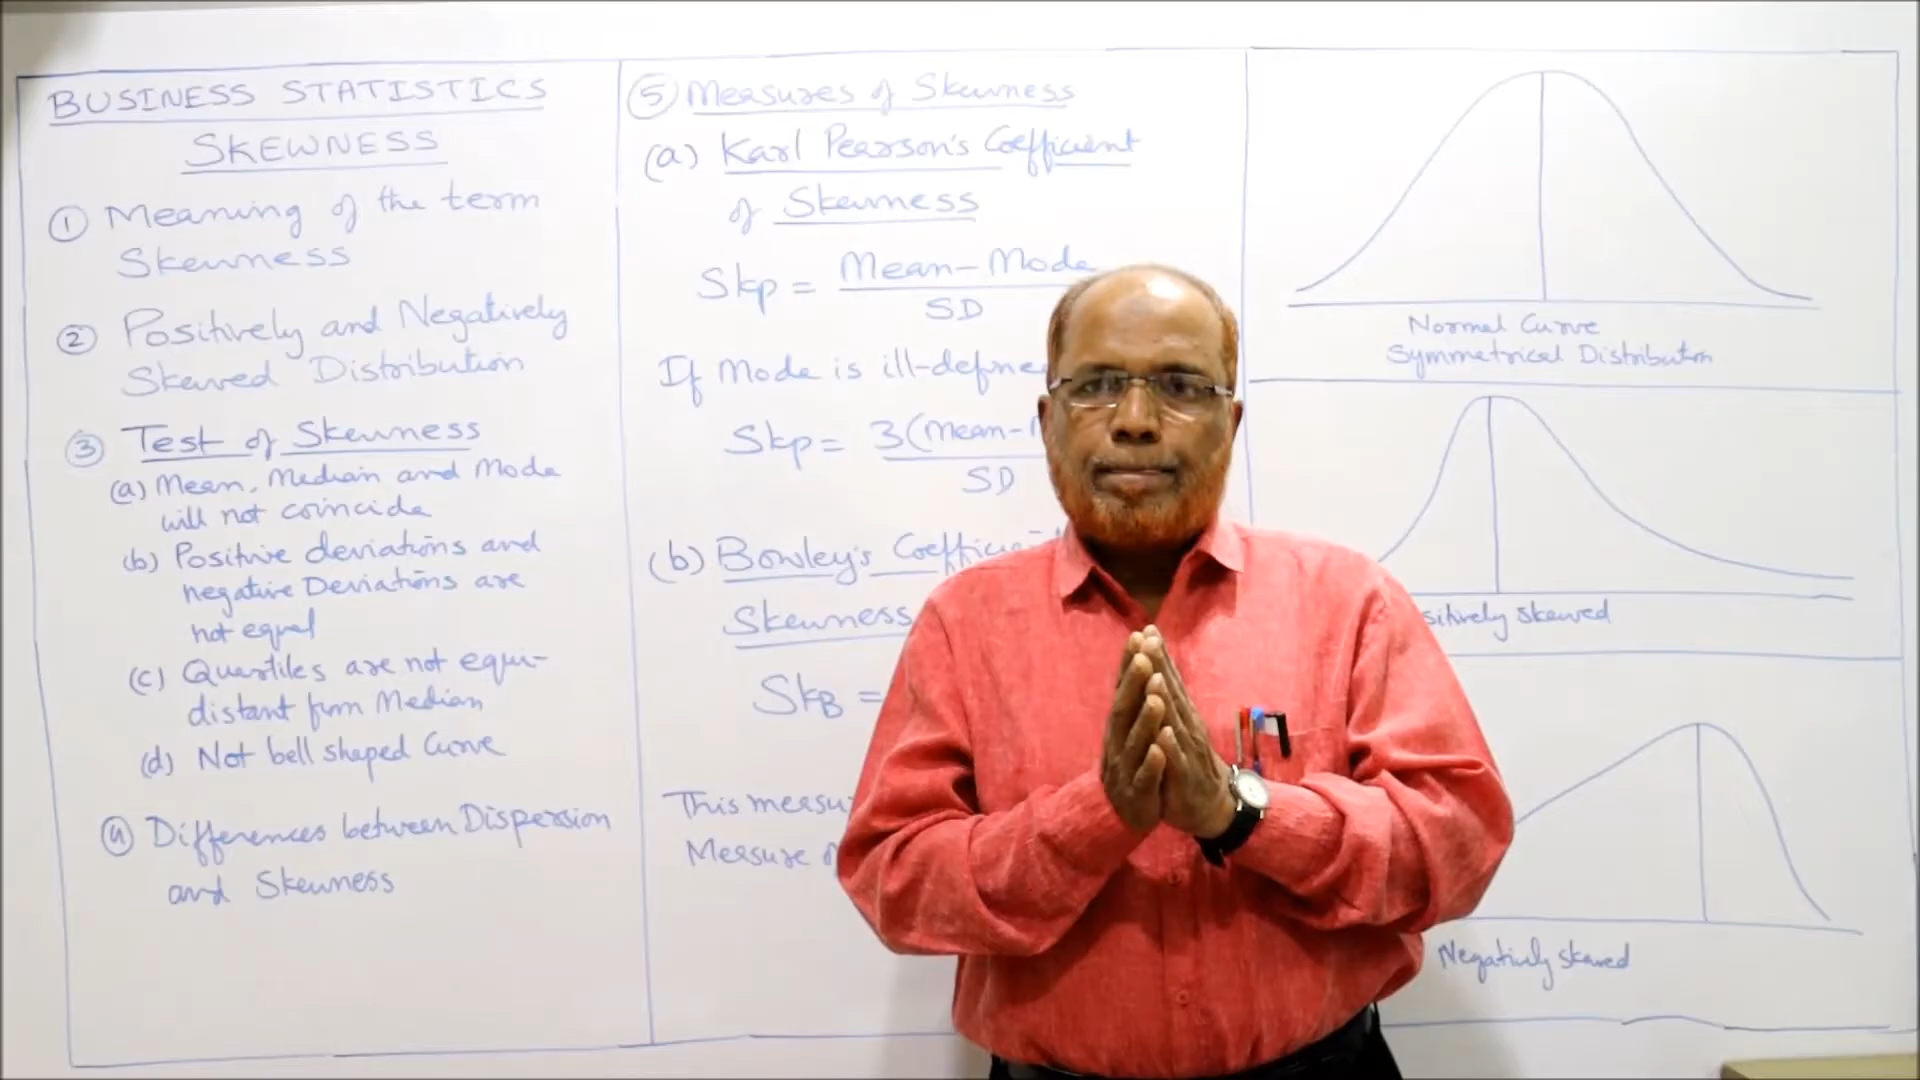 BUSINESS STATISTICS
SKEWNESS
① Meaning of the term
Skewness
② Positively and Negatively
Skewed Distribution
③ Test of Skewness
(a) Mean, Median and Mode
will not coincide
(b) Positive deviations and
negative Deviations are
not equal
(c) Quartiles are not equi-
distant from Median
(d) Not bell shaped Curve
④ Differences between Dispersion
and Skewness
⑤ Measures of Skewness
(a) Karl Pearson's Coefficient
of Skewness
Skp = Mean-Mode
SD
If Mode is ill-define
Skp = 3(Mean-
SD
(b) Bowley's Coefficie
Skewness
SkB =
This measu
Measure o
Normal Curve
Symmetrical Distribution
sitively skewed
Negatively skewed